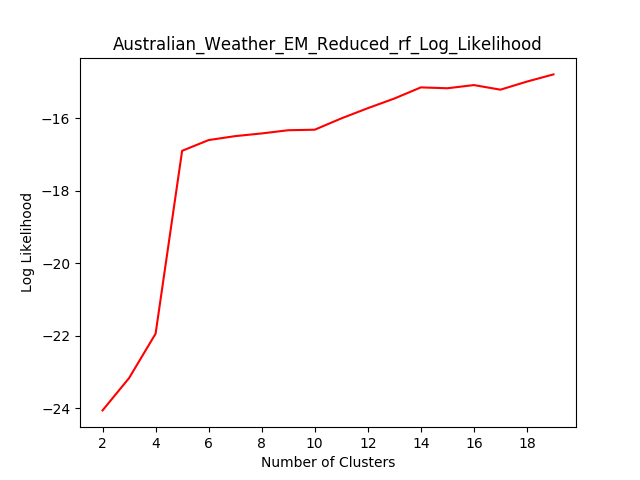 Australian_Weather_EM_Reduced_rf_Log_Likelihood
Log Likelihood
−16
−18
−20
−22
−24
2 4 6 8 10 12 14 16 18
Number of Clusters